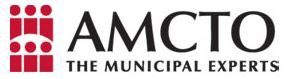 AMCTO
THE MUNICIPAL EXPERTS